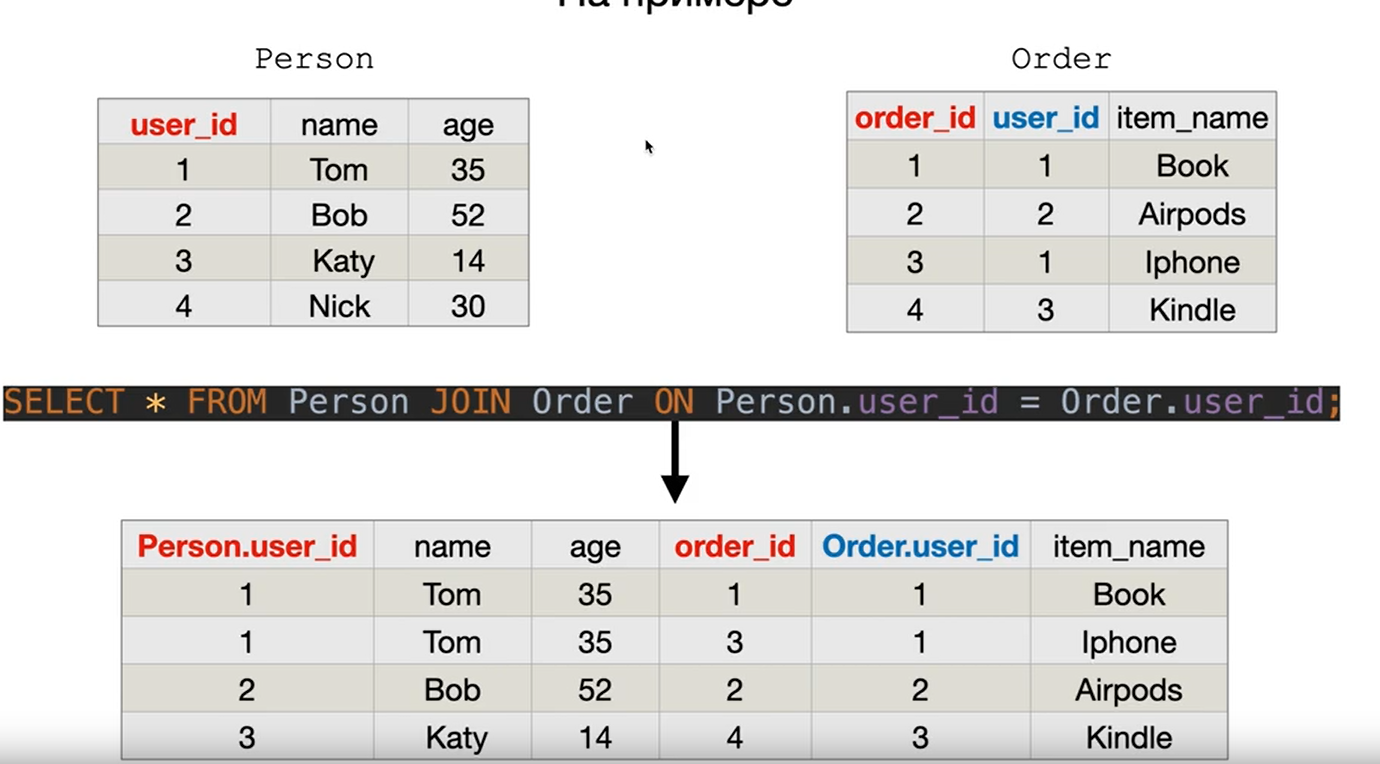 На примере
Person
user_id name age
1 Tom 35
2 Bob 52
3 Katy 14
4 Nick 30
Order
order_id user_id item_name
1 1 Book
2 2 Airpods
3 1 Iphone
4 3 Kindle
SELECT * FROM Person JOIN Order ON Person.user_id = Order.user_id;
Person.user_id name age order_id Order.user_id item_name
1 Tom 35 1 1 Book
1 Tom 35 3 1 Iphone
2 Bob 52 2 2 Airpods
3 Katy 14 4 3 Kindle